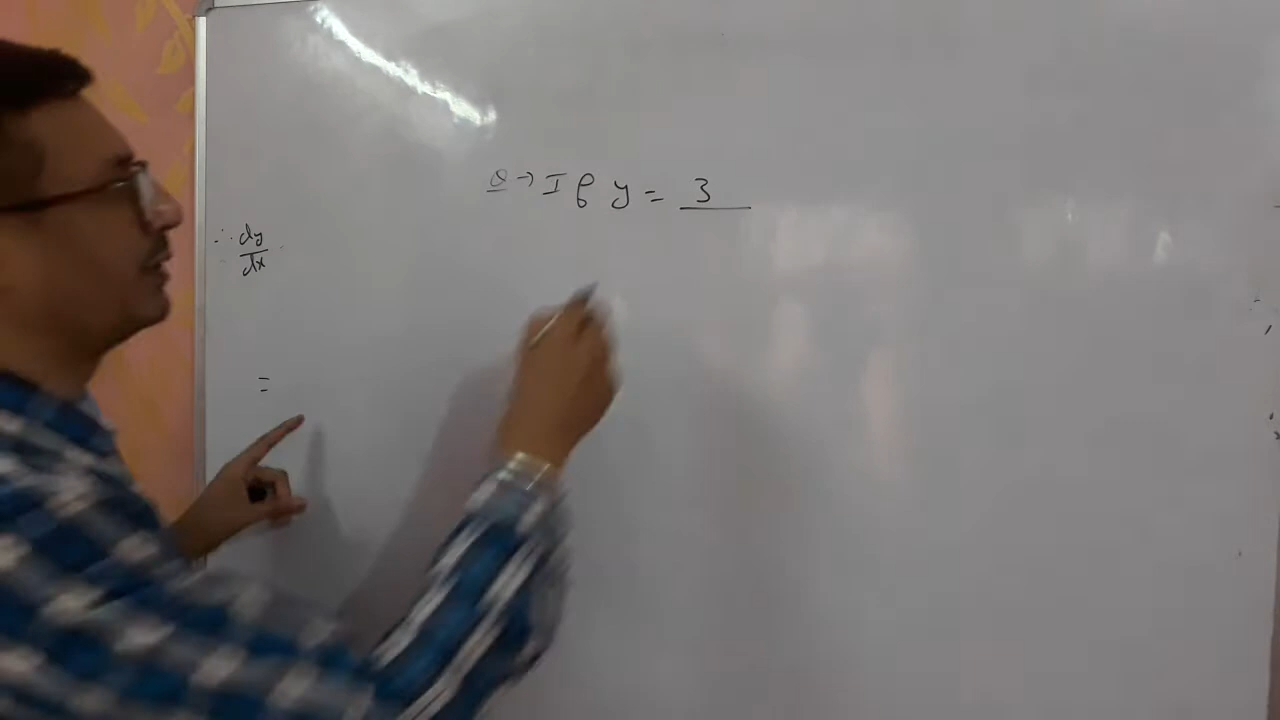 Q → If y = 3
∴ dy
dx
=